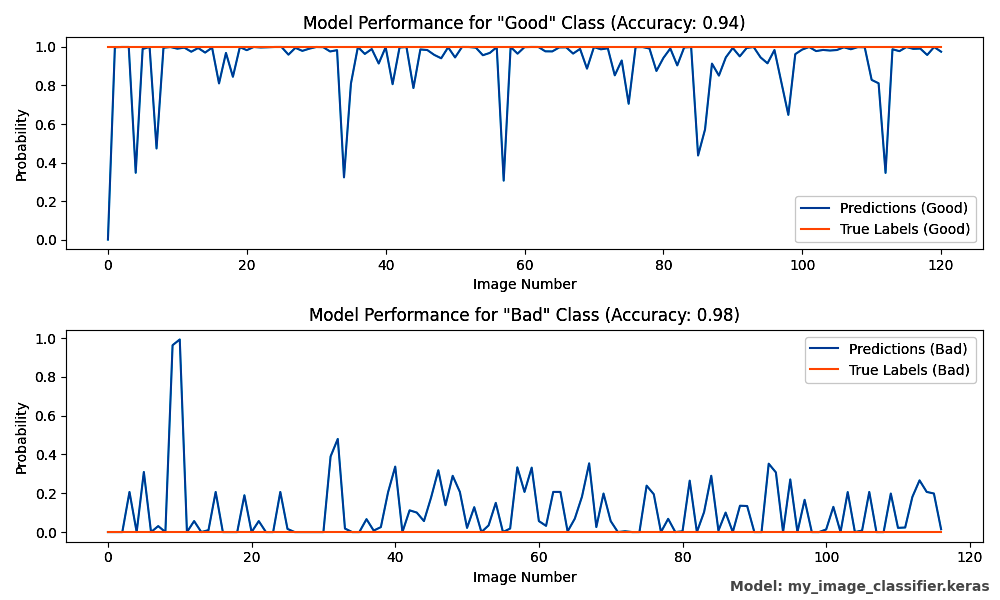 Model Performance for "Good" Class (Accuracy: 0.94)
1.0
0.8
0.6
0.4
0.2
0.0
Probability
Predictions (Good)
True Labels (Good)
0 20 40 60 80 100 120
Image Number
Model Performance for "Bad" Class (Accuracy: 0.98)
1.0
0.8
0.6
0.4
0.2
0.0
Probability
Predictions (Bad)
True Labels (Bad)
0 20 40 60 80 100 120
Image Number
Model: my_image_classifier.keras